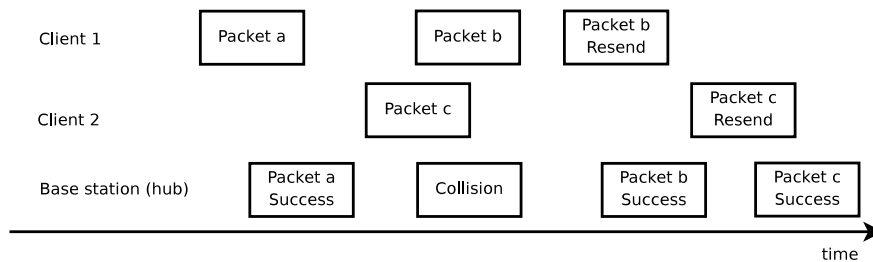 Client 1
Packet a
Packet b
Packet b
Resend
Client 2
Packet c
Packet c
Resend
Base station (hub)
Packet a
Success
Collision
Packet b
Success
Packet c
Success
time